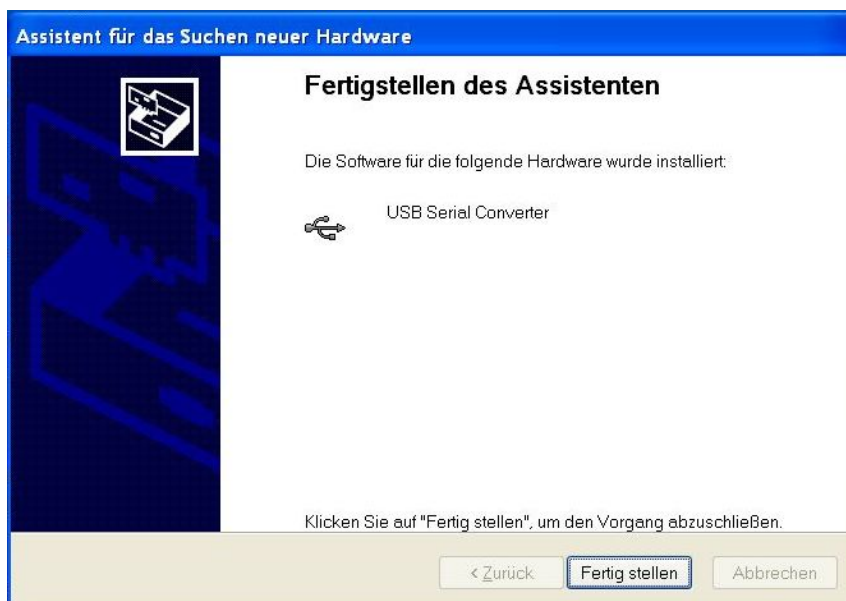 Assistent für das Suchen neuer Hardware
Fertigstellen des Assistenten
Die Software für die folgende Hardware wurde installiert:
USB Serial Converter
Klicken Sie auf "Fertig stellen", um den Vorgang abzuschließen.
< Zurück Fertig stellen Abbrechen